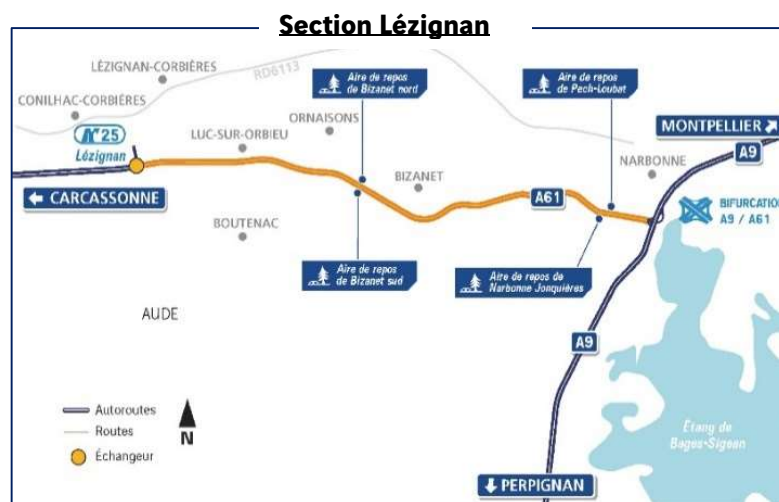 Section Lézignan
LÉZIGNAN-CORBIÈRES
RD6113
CONILHAC-CORBIÈRES
25
Lézignan
LUC-SUR-ORBIEU
ORNAISONS
Aire de repos
de Bizanet nord
Aire de repos
de Pech-Loubat
MONTPELLIER
A9
NARBONNE
CARCASSONNE
BIZANET
A61
BIFURCATION
A9 / A61
BOUTENAC
Aire de repos
de Bizanet sud
Aire de repos de
Narbonne Jonquières
AUDE
A9
Autoroutes
Routes
Échangeur
N
Étang de
Bages-Sigean
PERPIGNAN